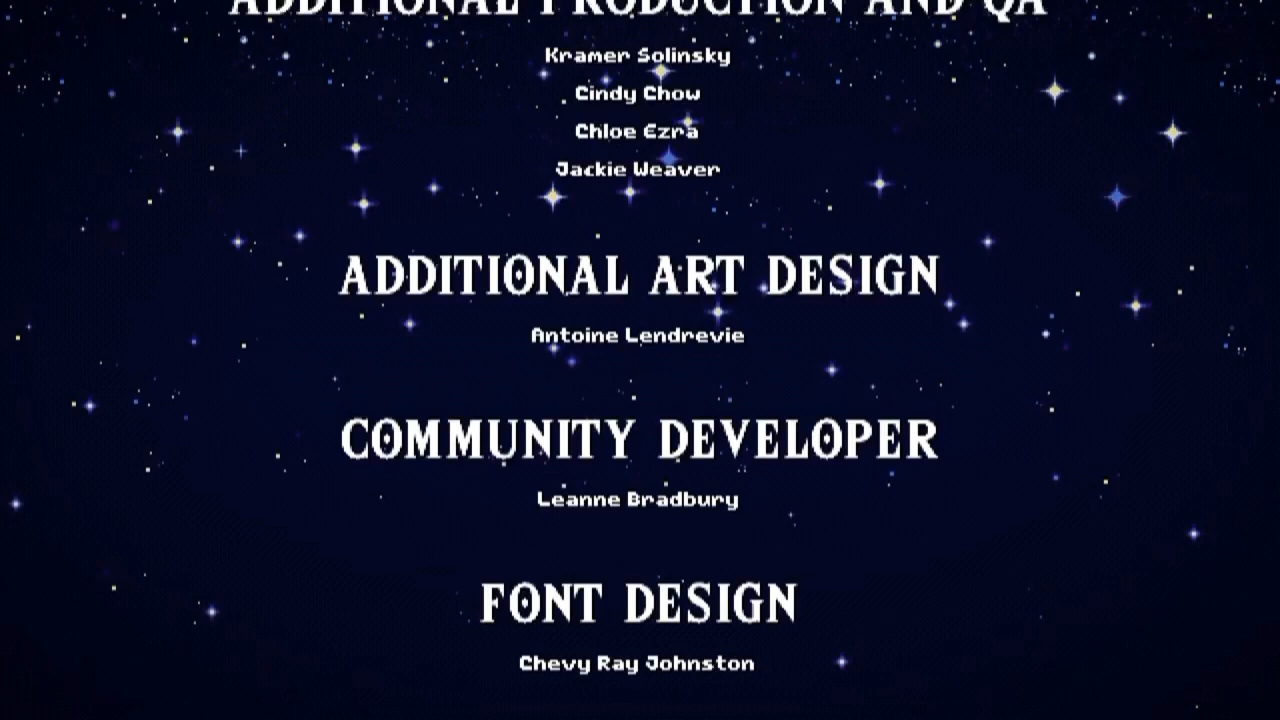 ADDITIONAL PRODUCTION AND QA
Kramer Solinsky
Cindy Chow
Chloe Ezra
Jackie Weaver
ADDITIONAL ART DESIGN
Antoine Lendrevie
COMMUNITY DEVELOPER
Leanne Bradbury
FONT DESIGN
Chevy Ray Johnston